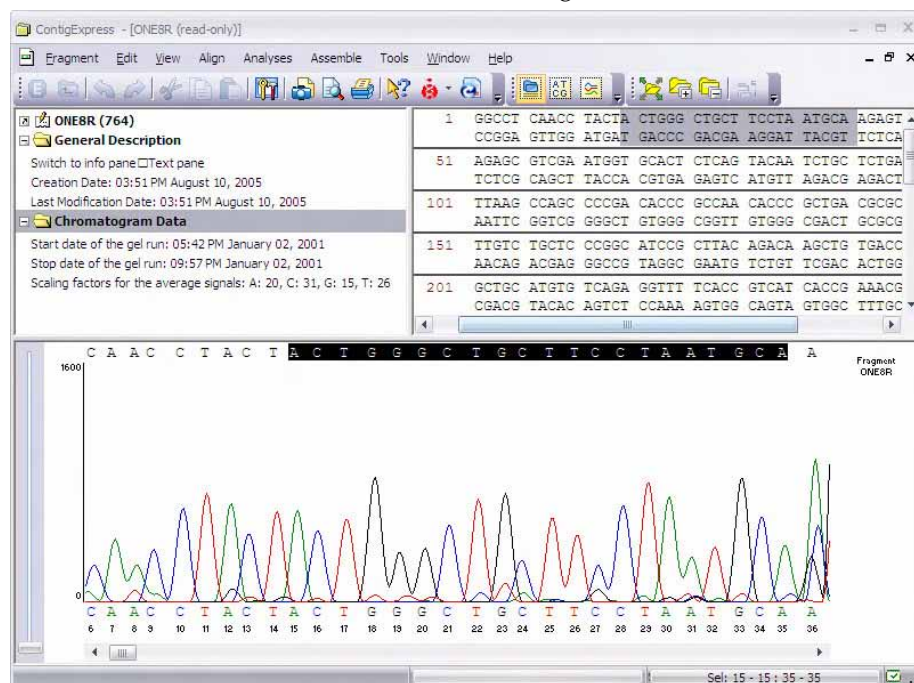 ContigExpress - [ONE8R (read-only)]
Fragment Edit View Align Analyses Assemble Tools Window Help
ONE8R (764)
General Description
Switch to info pane□Text pane
Creation Date: 03:51 PM August 10, 2005
Last Modification Date: 03:51 PM August 10, 2005
Chromatogram Data
Start date of the gel run: 05:42 PM January 02, 2001
Stop date of the gel run: 09:57 PM January 02, 2001
Scaling factors for the average signals: A: 20, C: 31, G: 15, T: 26
1 GGCCT CAACC TACTA CTGGG CTGCT TCCTA ATGCA AGAGT
CCGGA GTTGG ATGAT GACCC GACGA AGGAT TACGT TCTCA
51 AGAGC GTCGA ATGGT GCACT CTCAG TACAA TCTGC TCTGA
TCTCG CAGCT TACCA CGTGA GAGTC ATGTT AGACG AGACT
101 TTAAG CCAGC CCCGA CACCC GCCAA CACCC GCTGA CGCGC
AATTC GGTCG GGGCT GTGGG CGGTT GTGGG CGACT GCGCG
151 TTGTC TGCTC CCGGC ATCCG CTTAC AGACA AGCTG TGACC
AACAG ACGAG GGCCG TAGGC GAATG TCTGT TCGAC ACTGG
201 GCTGC ATGTG TCAGA GGTTT TCACC GTCAT CACCG AAACG
CGACG TACAC AGTCT CCAAA AGTGG CAGTA GTGGC TTTGC
C A A C C T A C T A C T G G G C T G C T T C C T A A T G C A A
Fragment
ONE8R
1600
0
C A A C C T A C T A C T G G G C T G C T T C C T A A T G C A A
6 7 8 9 10 11 12 13 14 15 16 17 18 19 20 21 22 23 24 25 26 27 28 29 30 31 32 33 34 35 36
Sel: 15 - 15 : 35 - 35